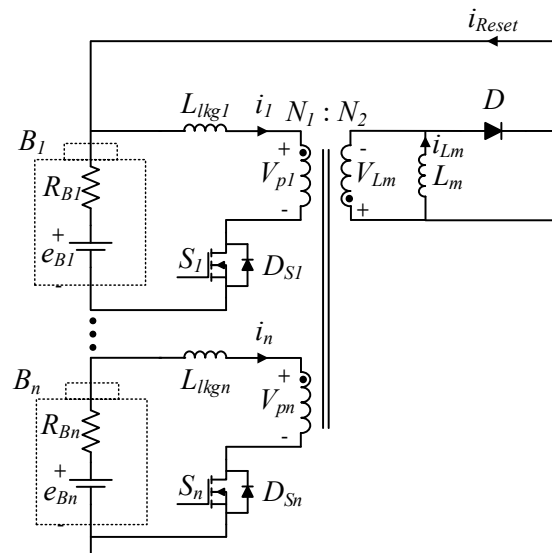 i_Reset
L_lkg1 i_1 N_1 : N_2 D
B_1
+ - i_Lm
R_B1 V_p1 V_Lm L_m
+ - +
e_B1 S_1 D_S1
-
i_n
B_n L_lkgn +
R_Bn V_pn
+ -
e_Bn S_n D_Sn
-